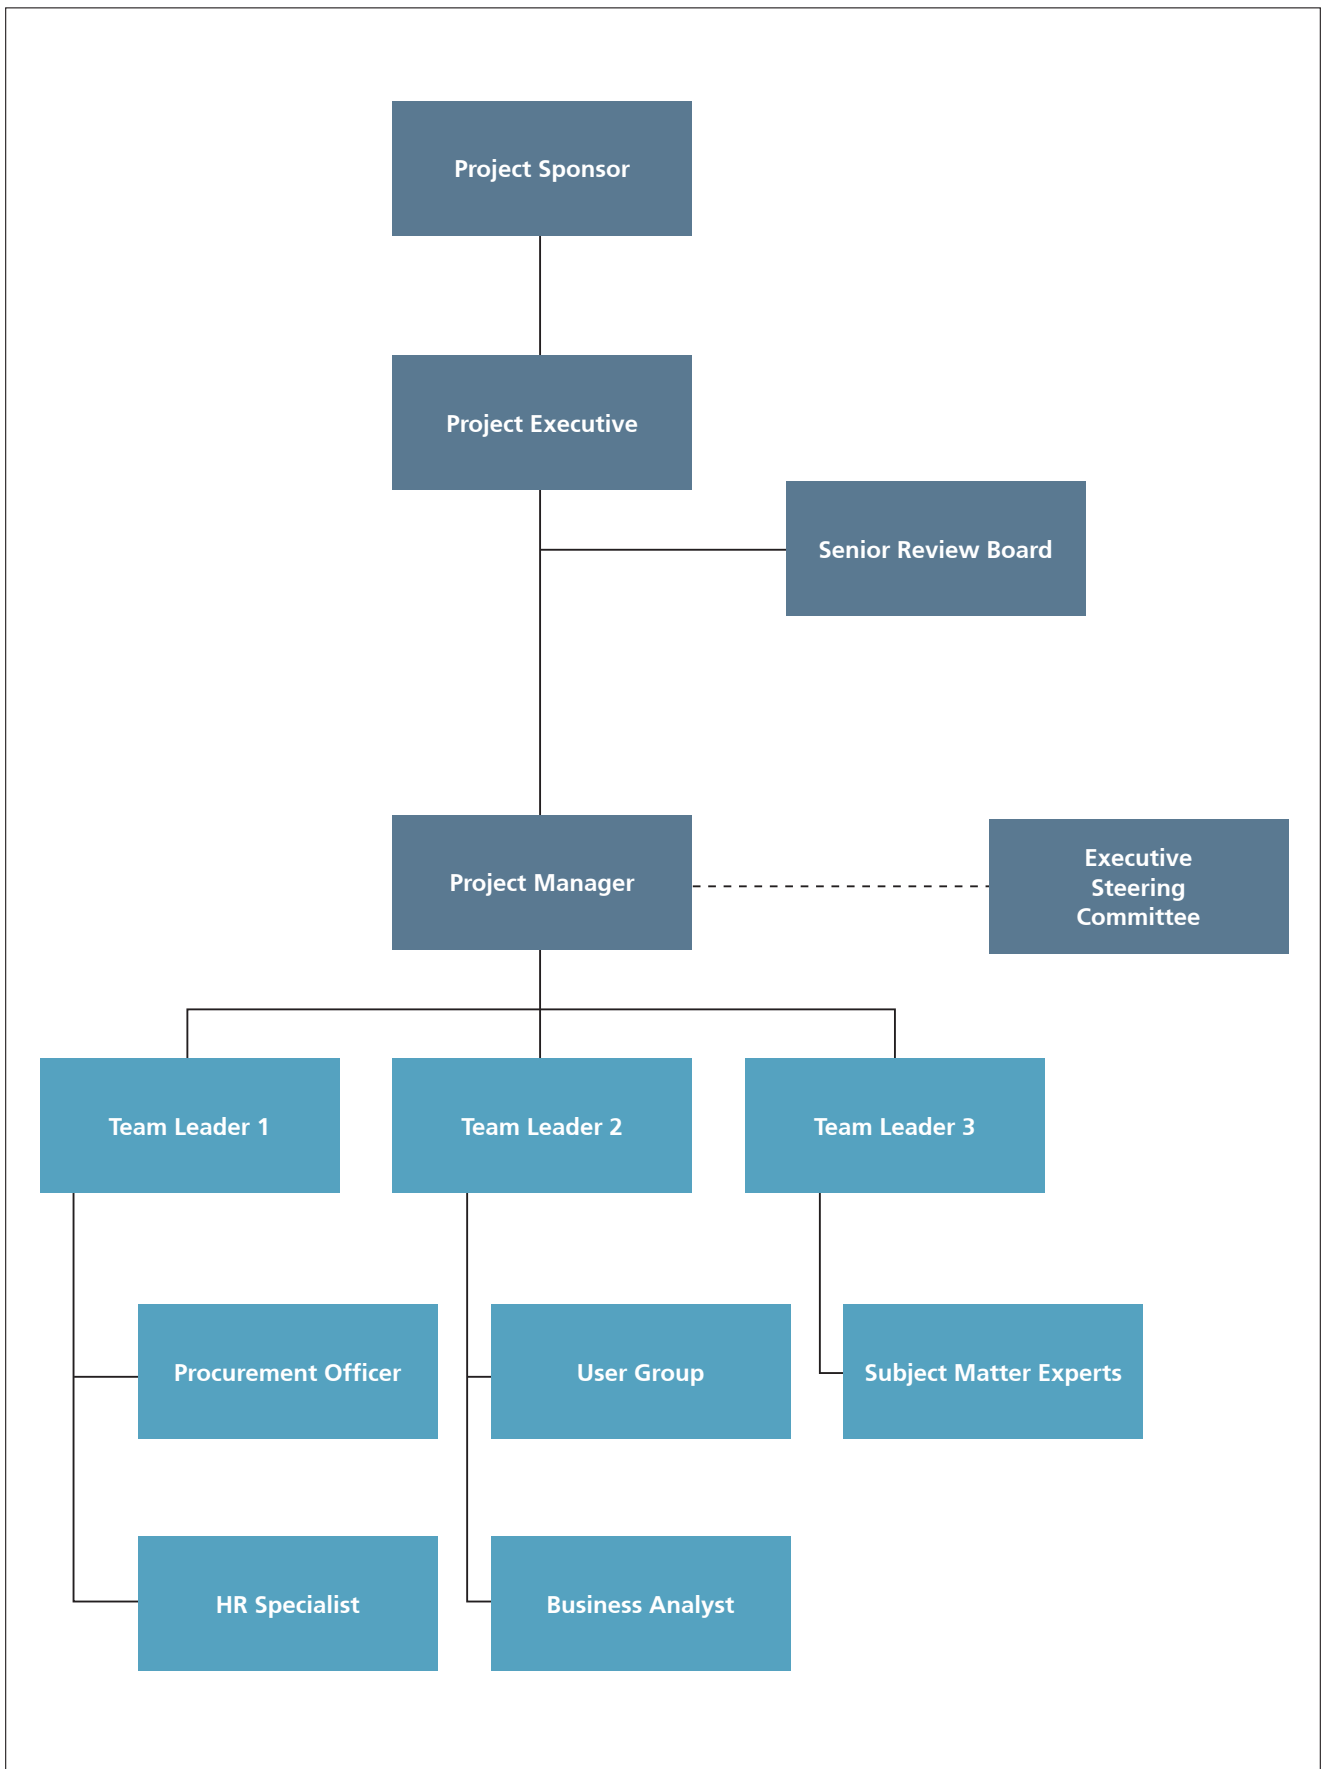 Project Sponsor
Project Executive
Senior Review Board
Project Manager
Executive
Steering
Committee
Team Leader 1
Team Leader 2
Team Leader 3
Procurement Officer
User Group
Subject Matter Experts
HR Specialist
Business Analyst